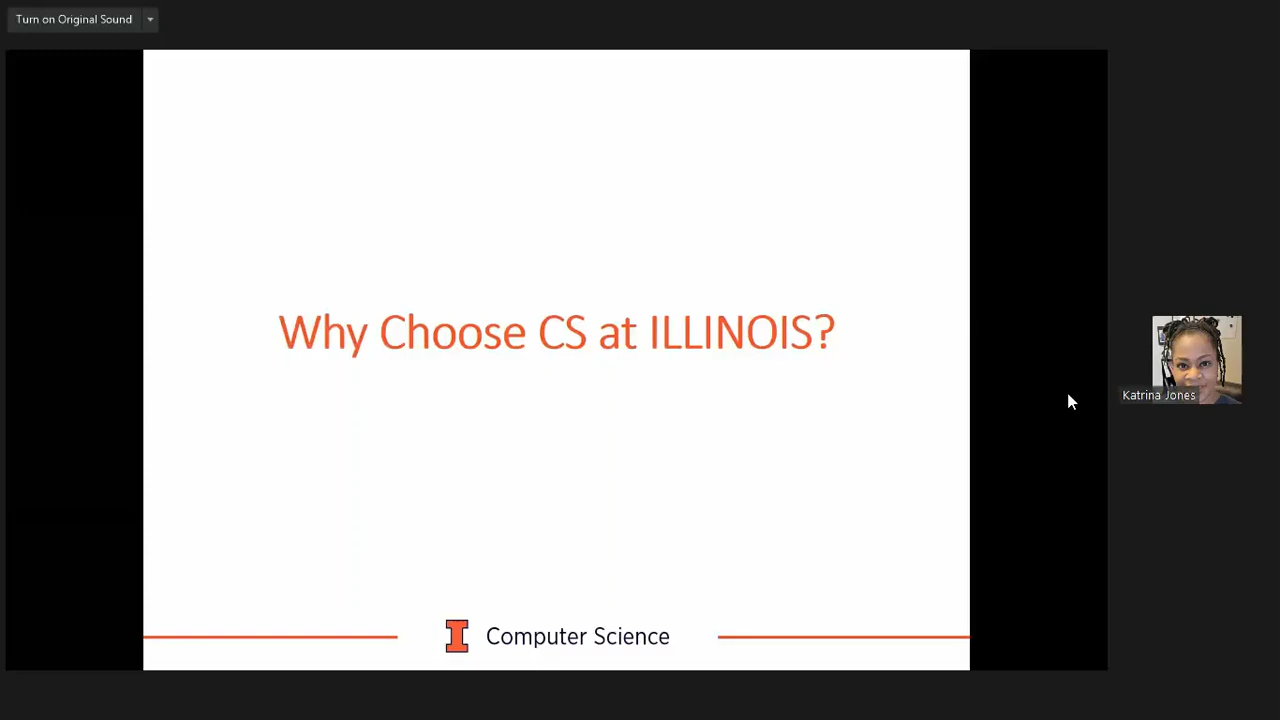 Turn on Original Sound
Why Choose CS at ILLINOIS?
Katrina Jones
I Computer Science